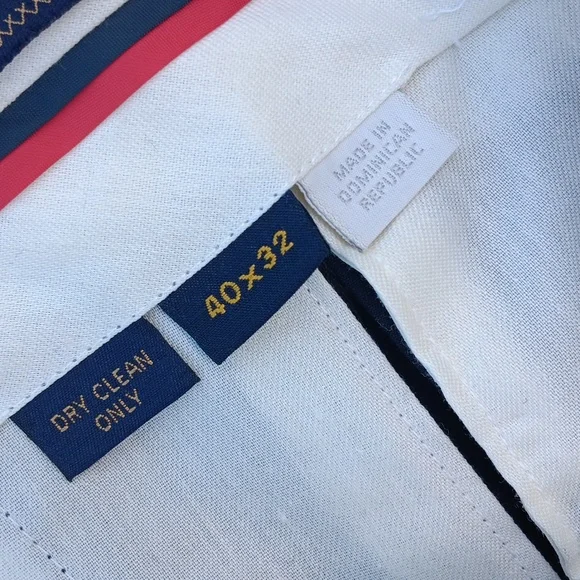 MADE IN
DOMINICAN
REPUBLIC
40x32
DRY CLEAN
ONLY